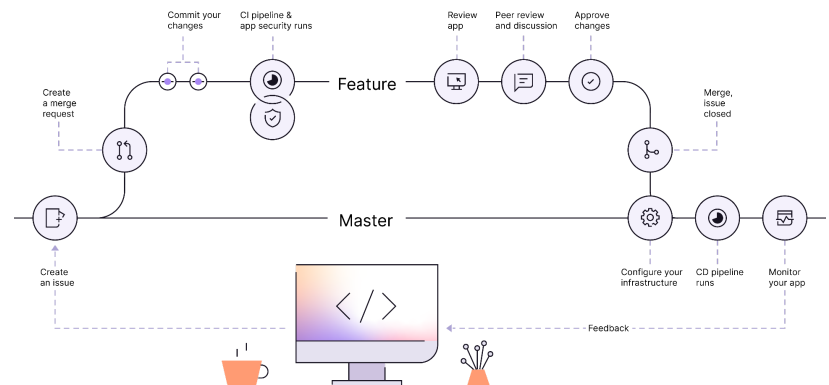 Commit your
changes
CI pipeline &
app security runs
Review
app
Peer review
and discussion
Approve
changes
Feature
Create
a merge
request
Merge,
issue
closed
Master
Create
an issue
Configure your
infrastructure
CD pipeline
runs
Monitor
your app
</>
Feedback